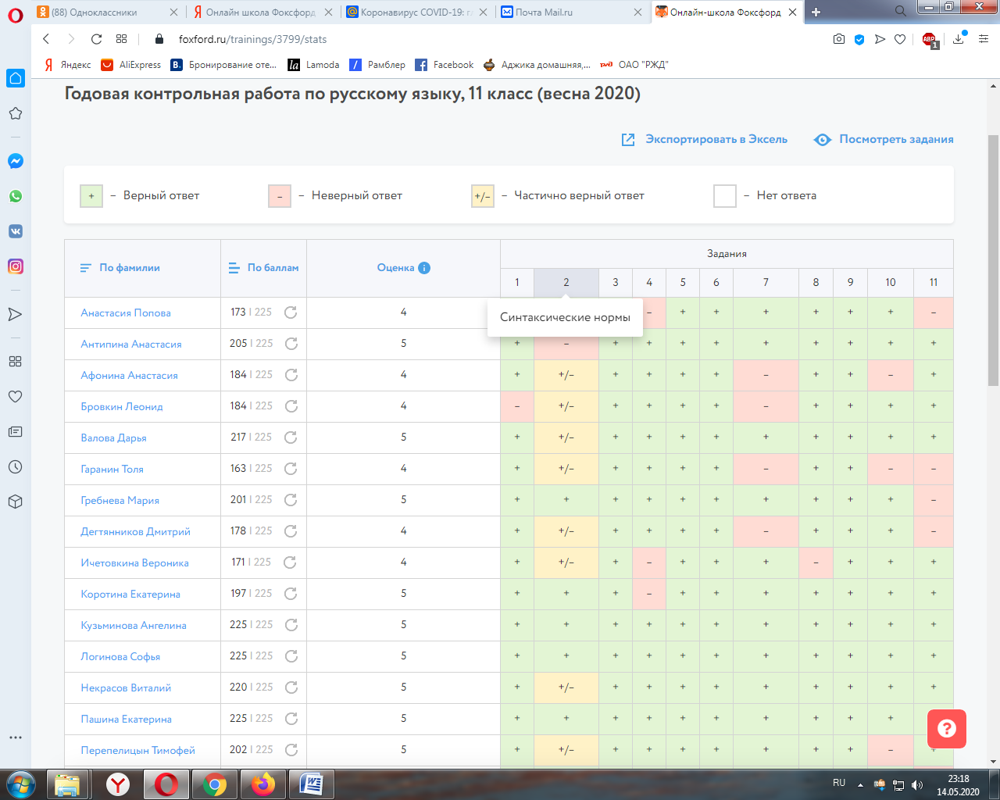 (88) Одноклассники
Онлайн школа Фоксфорд
Коронавирус COVID-19:
Почта Mail.ru
Онлайн-школа Фоксфорд
foxford.ru/trainings/3799/stats
ABP
1
Яндекс
AliExpress
B.
Бронирование оте...
la
Lamoda
Рамблер
Facebook
Аджика домашняя,...
ОАО "РЖД"
Годовая контрольная работа по русскому языку, 11 класс (весна 2020)
Экспортировать в Эксель
Посмотреть задания
+ – Верный ответ
– – Неверный ответ
+/– – Частично верный ответ
– Нет ответа
По фамилии
По баллам
Оценка i
Задания
1 2 3 4 5 6 7 8 9 10 11
Синтаксические нормы
Анастасия Попова 173 | 225 4 – + + + + + + –
Антипина Анастасия 205 | 225 5 + – + + + + + + + + +
Афонина Анастасия 184 | 225 4 + +/– + + + + – + + – +
Бровкин Леонид 184 | 225 4 – +/– + + + + – + + + +
Валова Дарья 217 | 225 5 + +/– + + + + + + + + +
Гаранин Толя 163 | 225 4 + +/– + + + + – + + – –
Гребнева Мария 201 | 225 5 + + + + + + + + + + –
Дегтянников Дмитрий 178 | 225 4 + +/– + + + + – + + + –
Ичетовкина Вероника 171 | 225 4 + +/– + – + + + – + + +
Коротина Екатерина 197 | 225 5 + + + – + + + + + + +
Кузьминова Ангелина 225 | 225 5 + + + + + + + + + + +
Логинова Софья 225 | 225 5 + + + + + + + + + + +
Некрасов Виталий 220 | 225 5 + +/– + + + + + + + + +
Пашина Екатерина 225 | 225 5 + + + + + + + + + +
Перепелицын Тимофей 202 | 225 5 + +/– + + + + + + + – +
?
RU
23:18
14.05.2020